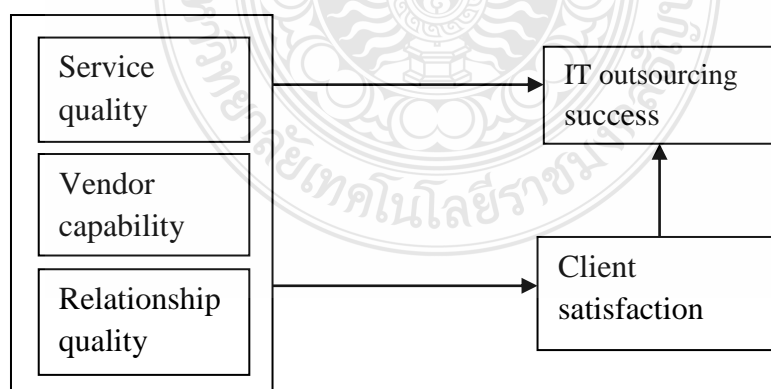 Service
quality
Vendor
capability
Relationship
quality
IT outsourcing
success
Client
satisfaction